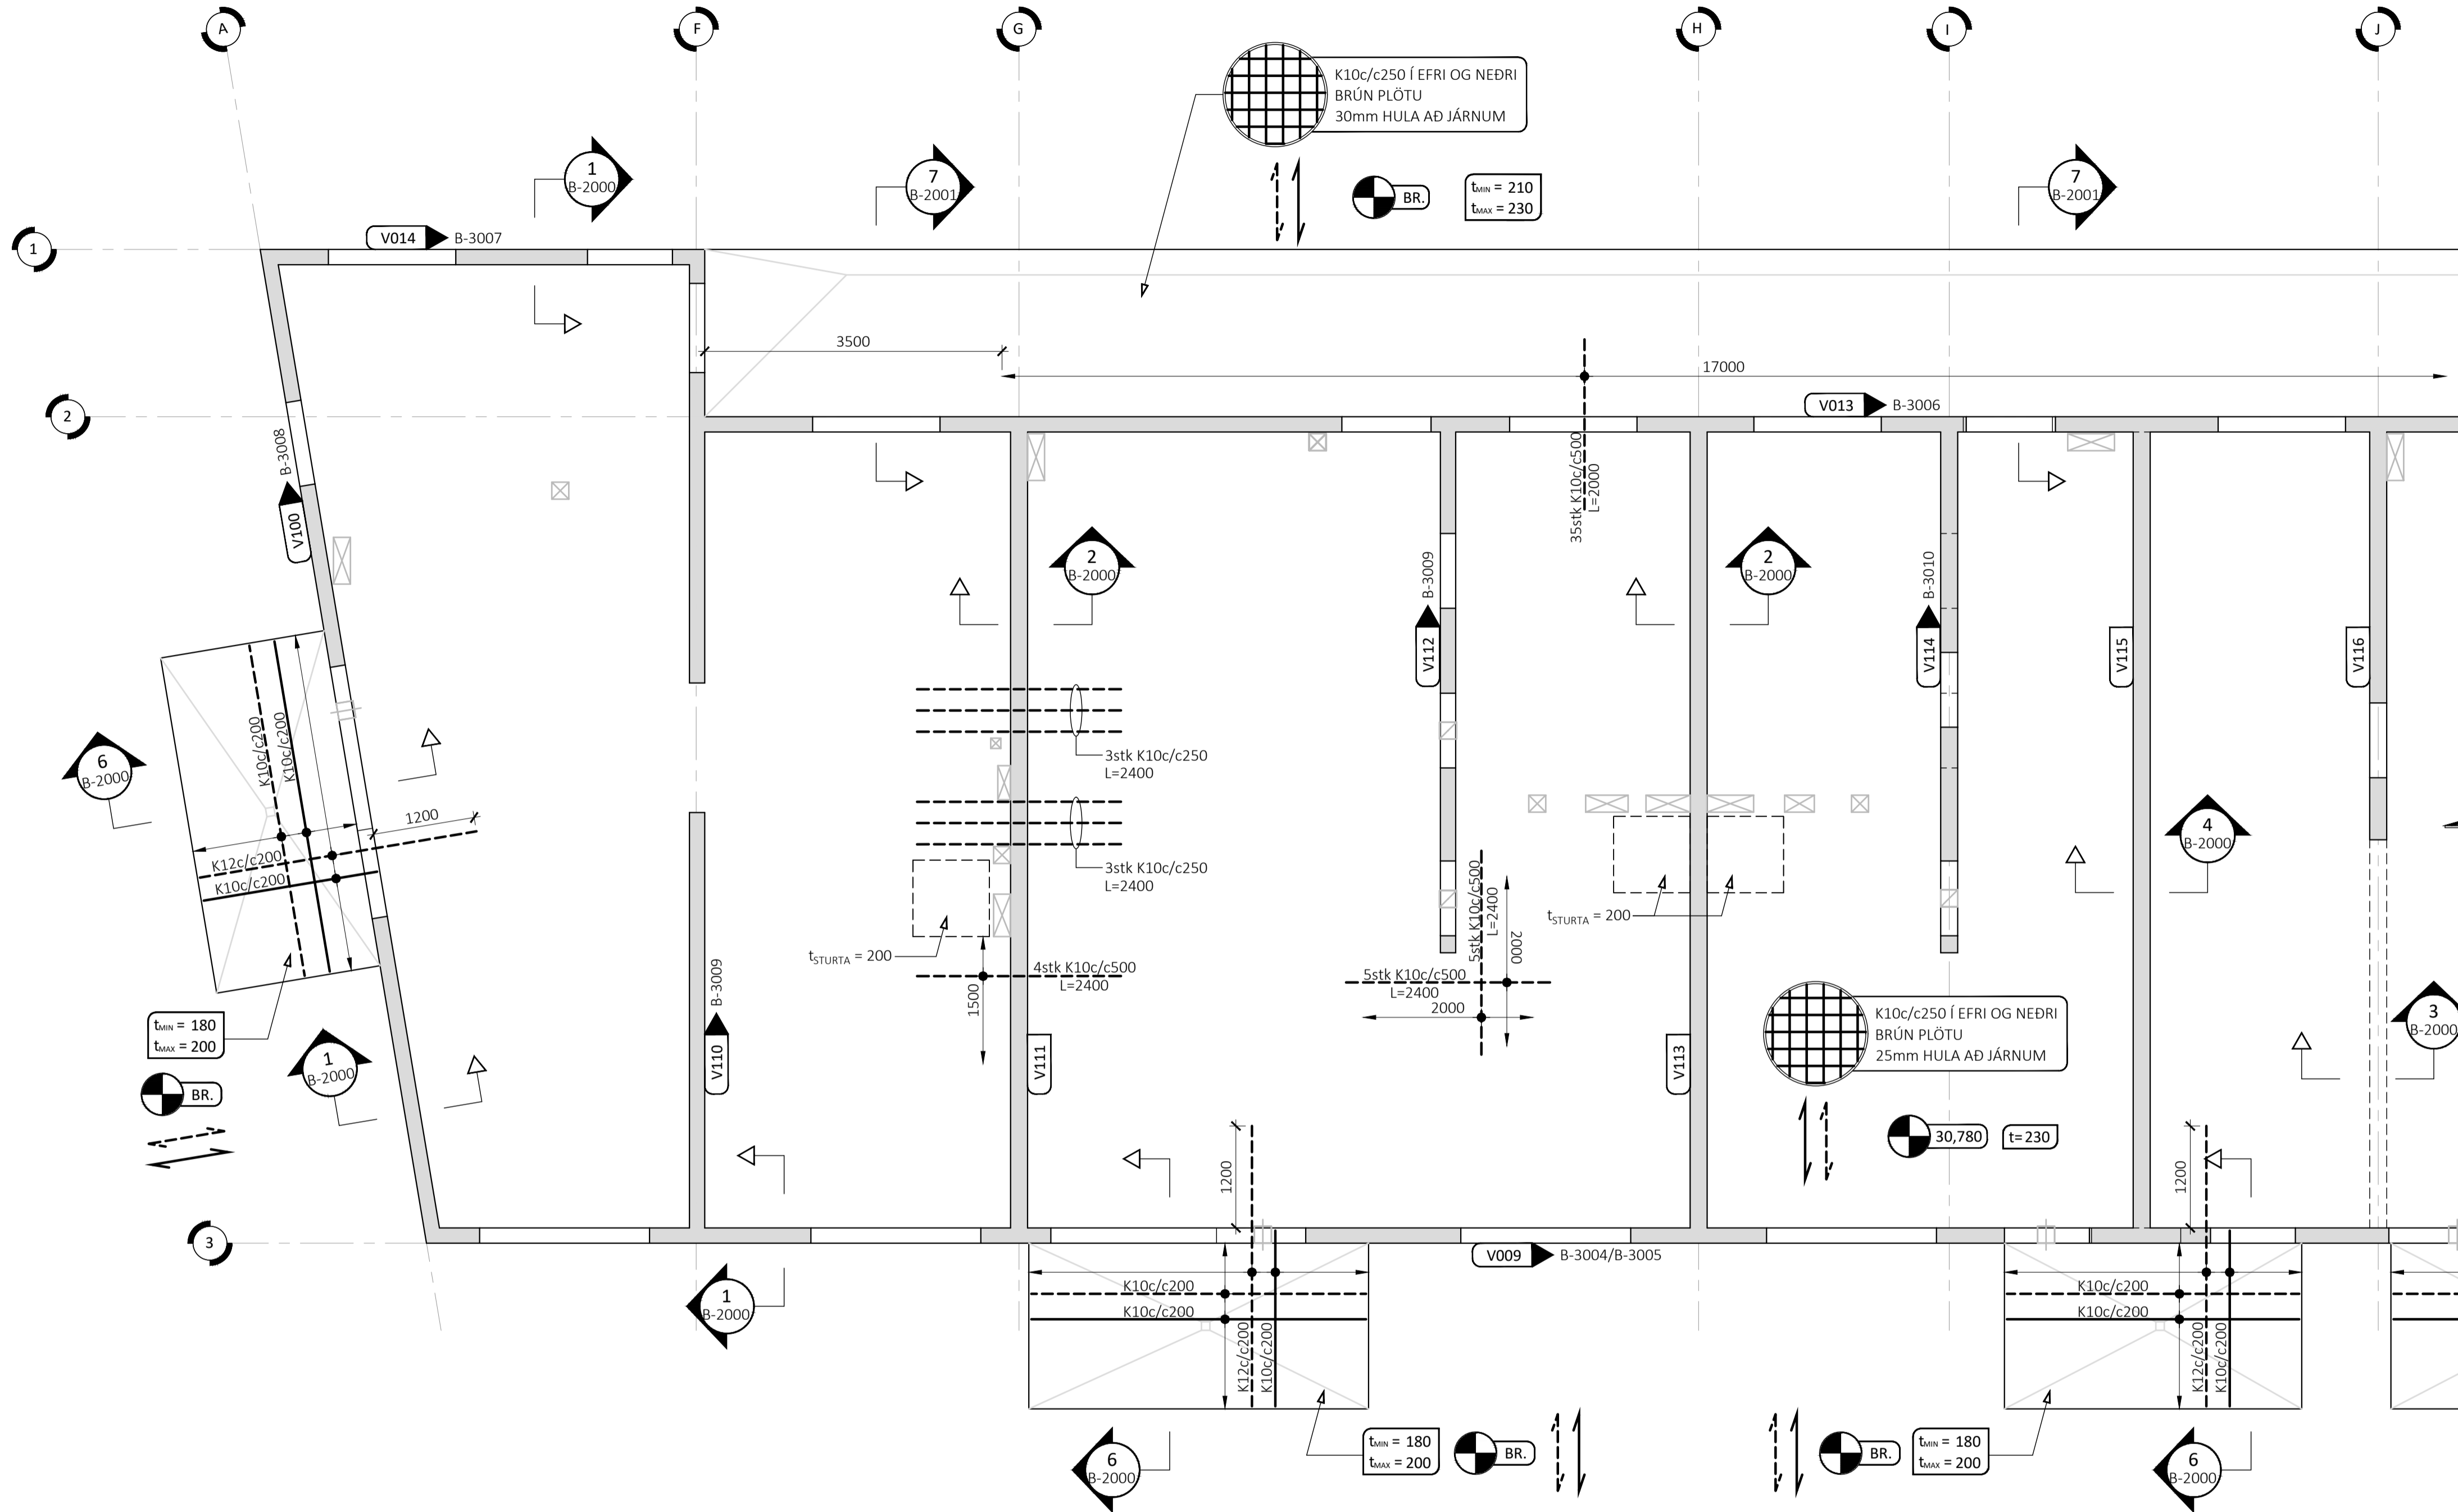 A
F
G
H
I
J
K10c/c250 Í EFRI OG NEÐRI
BRÚN PLÖTU
30mm HULA AÐ JÁRNUM
1
B-2000
7
B-2001
BR.
tMIN = 210
tMAX = 230
7
B-2001
1
V014
B-3007
3500
17000
2
V013
B-3006
B-3008
V100
35stk K10c/c500
L=2000
2
B-2000
B-3009
V112
2
B-2000
B-3010
V114
V115
V116
K10c/c200
K10c/c200
6
B-2000
3stk K10c/c250
L=2400
1200
K12c/c200
K10c/c200
3stk K10c/c250
L=2400
4
B-2000
tSTURTA = 200
5stk K10c/c500
L=2400
2000
tSTURTA = 200
4stk K10c/c500
L=2400
1500
5stk K10c/c500
L=2400
2000
B-3009
V110
V111
V113
K10c/c250 Í EFRI OG NEÐRI
BRÚN PLÖTU
25mm HULA AÐ JÁRNUM
3
B-2000
tMIN = 180
tMAX = 200
1
B-2000
BR.
30,780
t=230
1200
1200
3
V009
B-3004/B-3005
1
B-2000
K10c/c200
K10c/c200
K12c/c200
K10c/c200
K10c/c200
K10c/c200
K12c/c200
K10c/c200
6
B-2000
tMIN = 180
tMAX = 200
BR.
BR.
tMIN = 180
tMAX = 200
6
B-2000